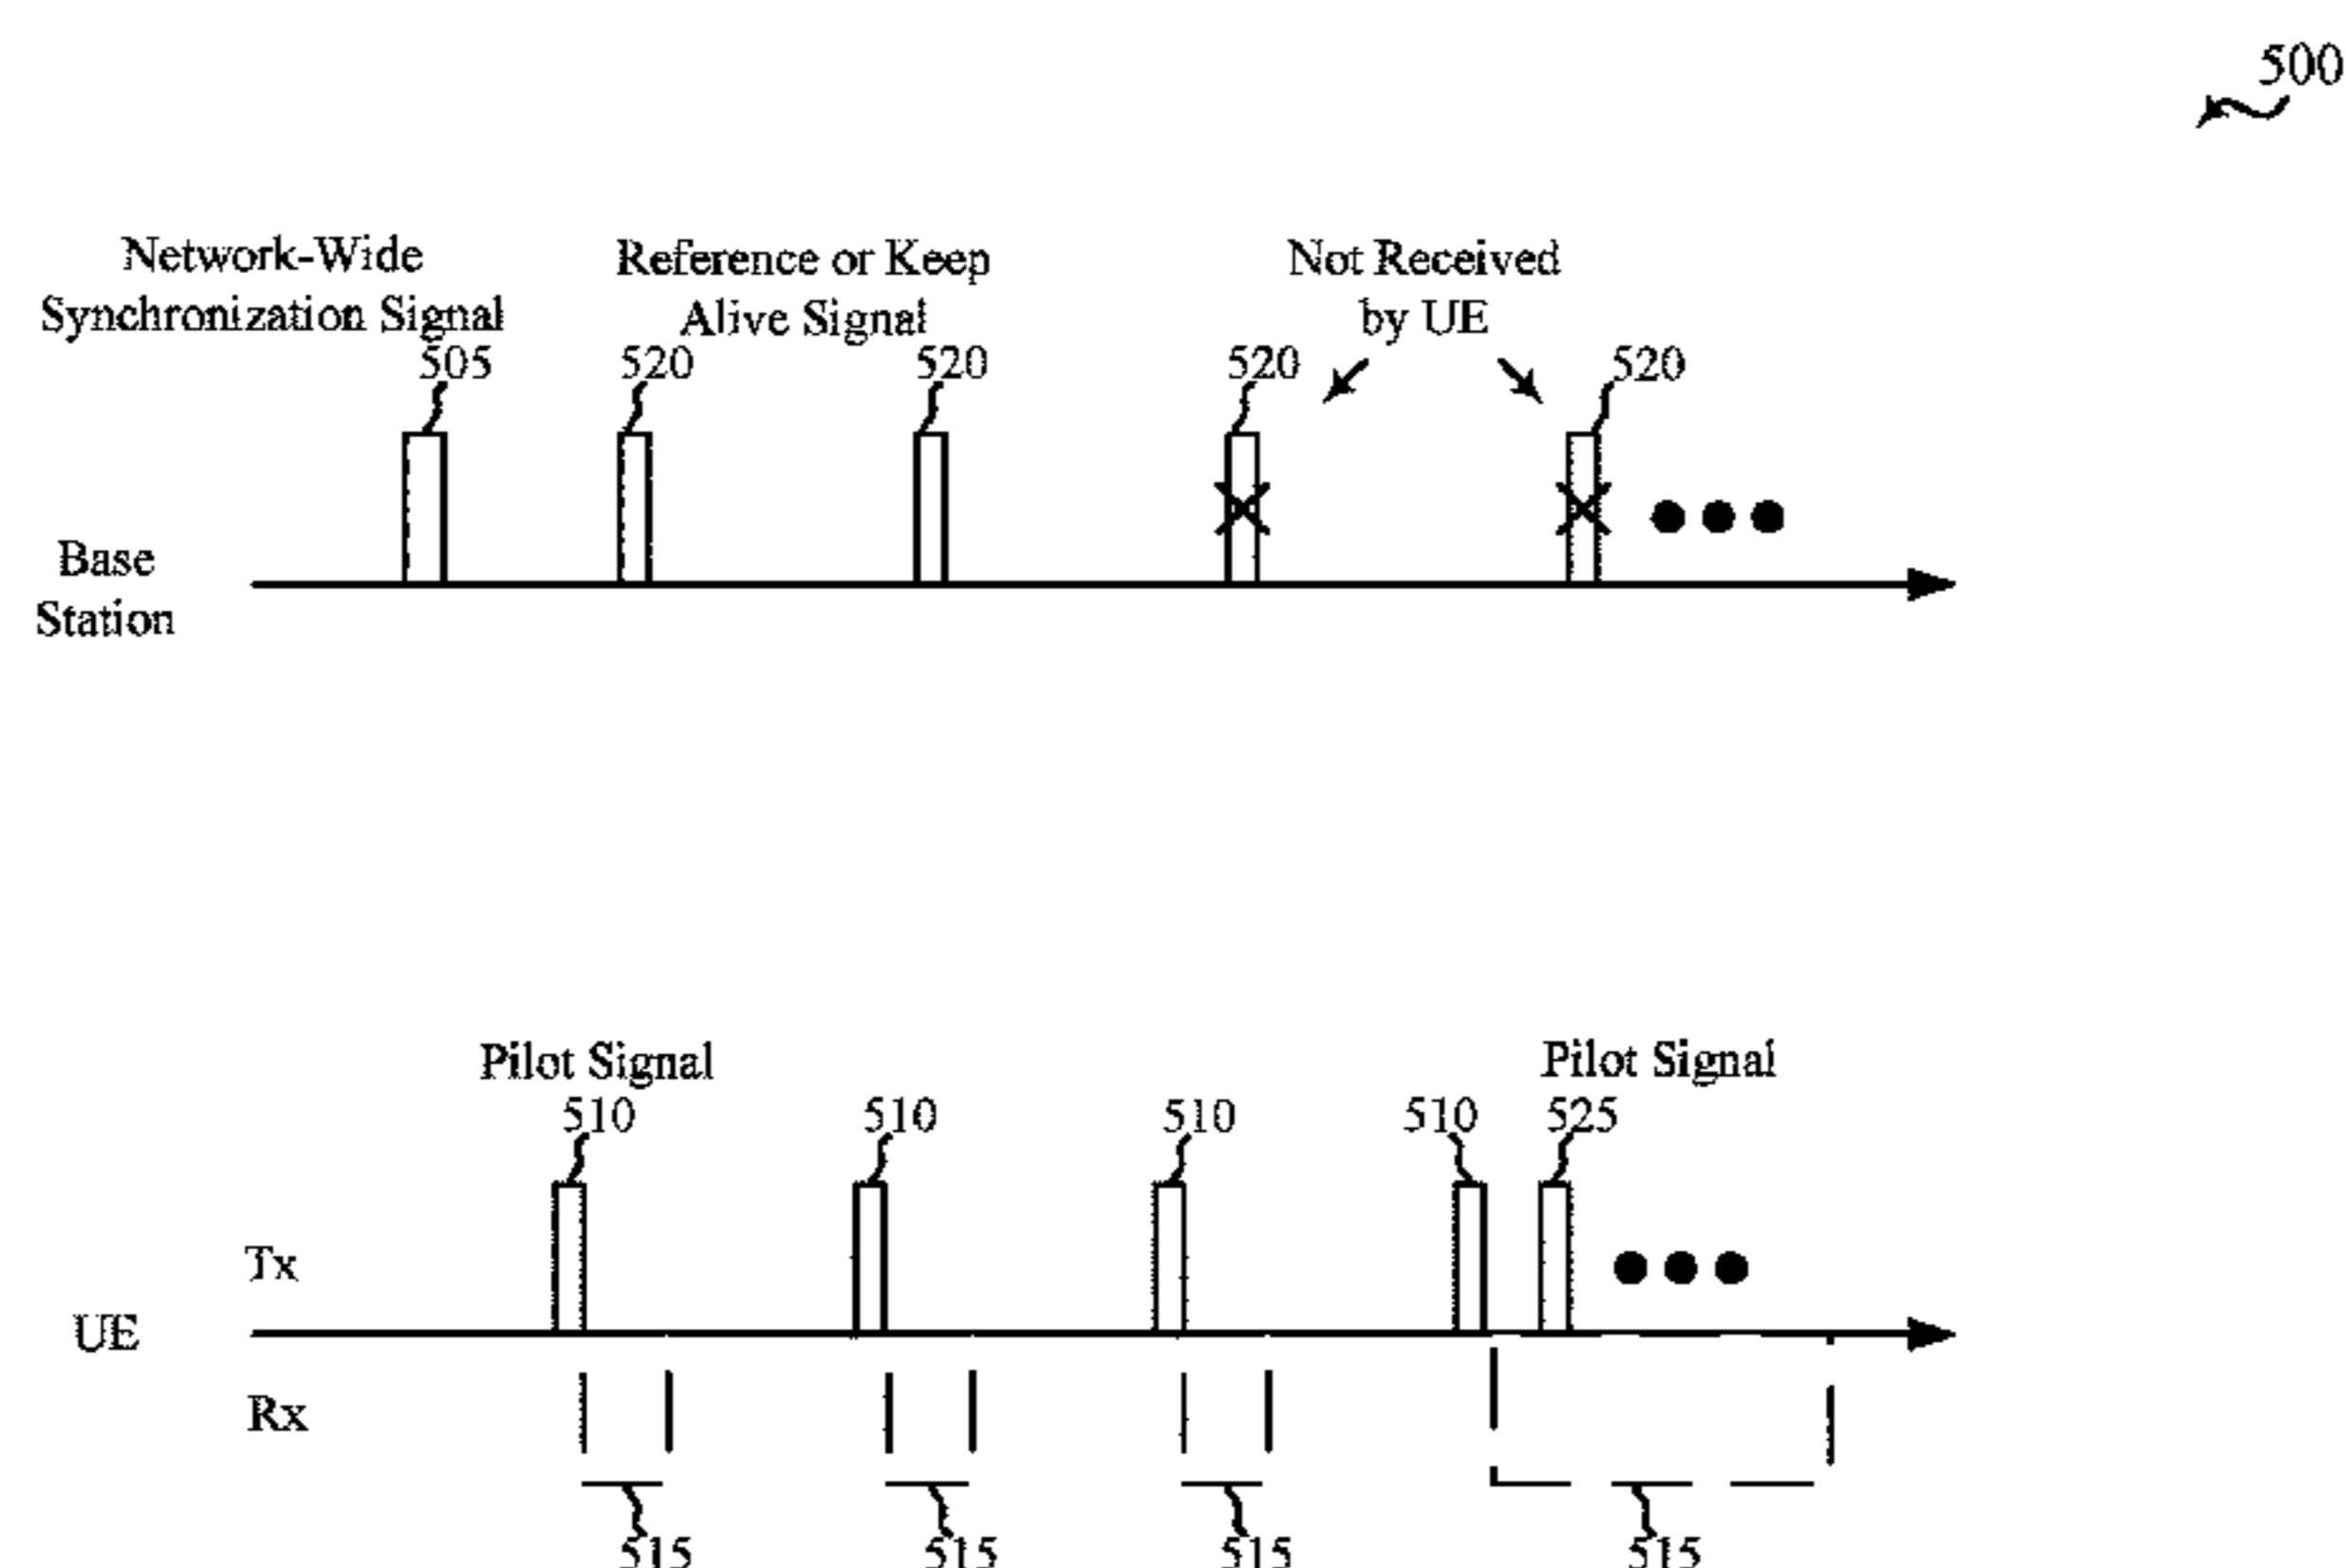 500
Network-Wide
Synchronization Signal
Reference or Keep
Alive Signal
Not Received
by UE
505
520
520
520
520
Base
Station
Pilot Signal
Pilot Signal
510
510
510
510
525
Tx
UE
Rx
515
515
515
515